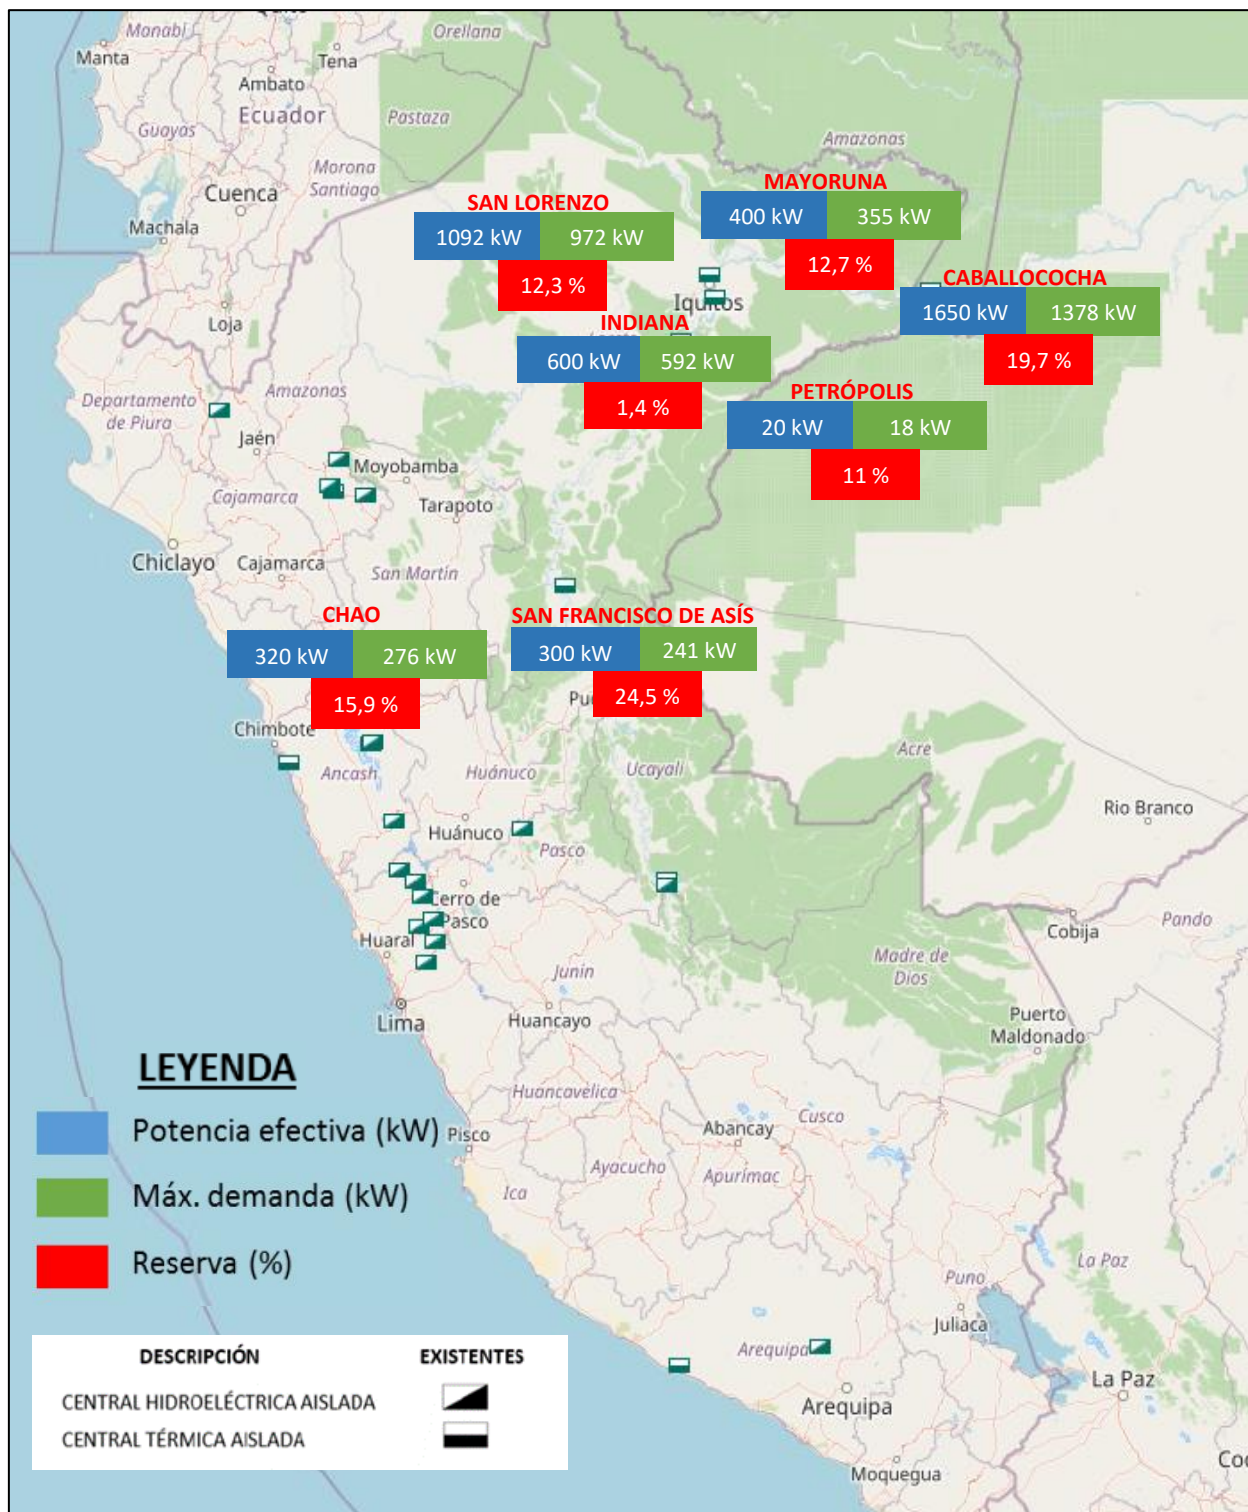 Manabí
Orellana
Manta
Tena
Ambato
Ecuador
Pastaza
Guayas
Amazonas
Morona
Santiago
Cuenca
MAYORUNA
400 kW
355 kW
12,7 %
SAN LORENZO
1092 kW
972 kW
12,3 %
Machala
CABALLOCOCHA
1650 kW
1378 kW
19,7 %
Iquitos
Loja
INDIANA
600 kW
592 kW
1,4 %
PETRÓPOLIS
20 kW
18 kW
11 %
Amazonas
Departamento
de Piura
Jaén
Moyobamba
Cajamarca
Tarapoto
Chiclayo
Cajamarca
San Martín
CHAO
320 kW
276 kW
15,9 %
SAN FRANCISCO DE ASÍS
300 kW
241 kW
24,5 %
Chimbote
Ancash
Huánuco
Ucayali
Acre
Rio Branco
Huánuco
Pasco
Cerro de
Pasco
Huaral
Cobija
Pando
Madre de
Dios
Junín
Lima
Huancayo
Puerto
Maldonado
LEYENDA
Potencia efectiva (kW)
Máx. demanda (kW)
Reserva (%)
Huancavelica
Pisco
Abancay
Cusco
Ayacucho
Apurímac
Ica
La Paz
Puno
Juliaca
Arequipa
La Paz
Arequipa
Moquegua
DESCRIPCIÓN
EXISTENTES
CENTRAL HIDROELÉCTRICA AISLADA
CENTRAL TÉRMICA AISLADA